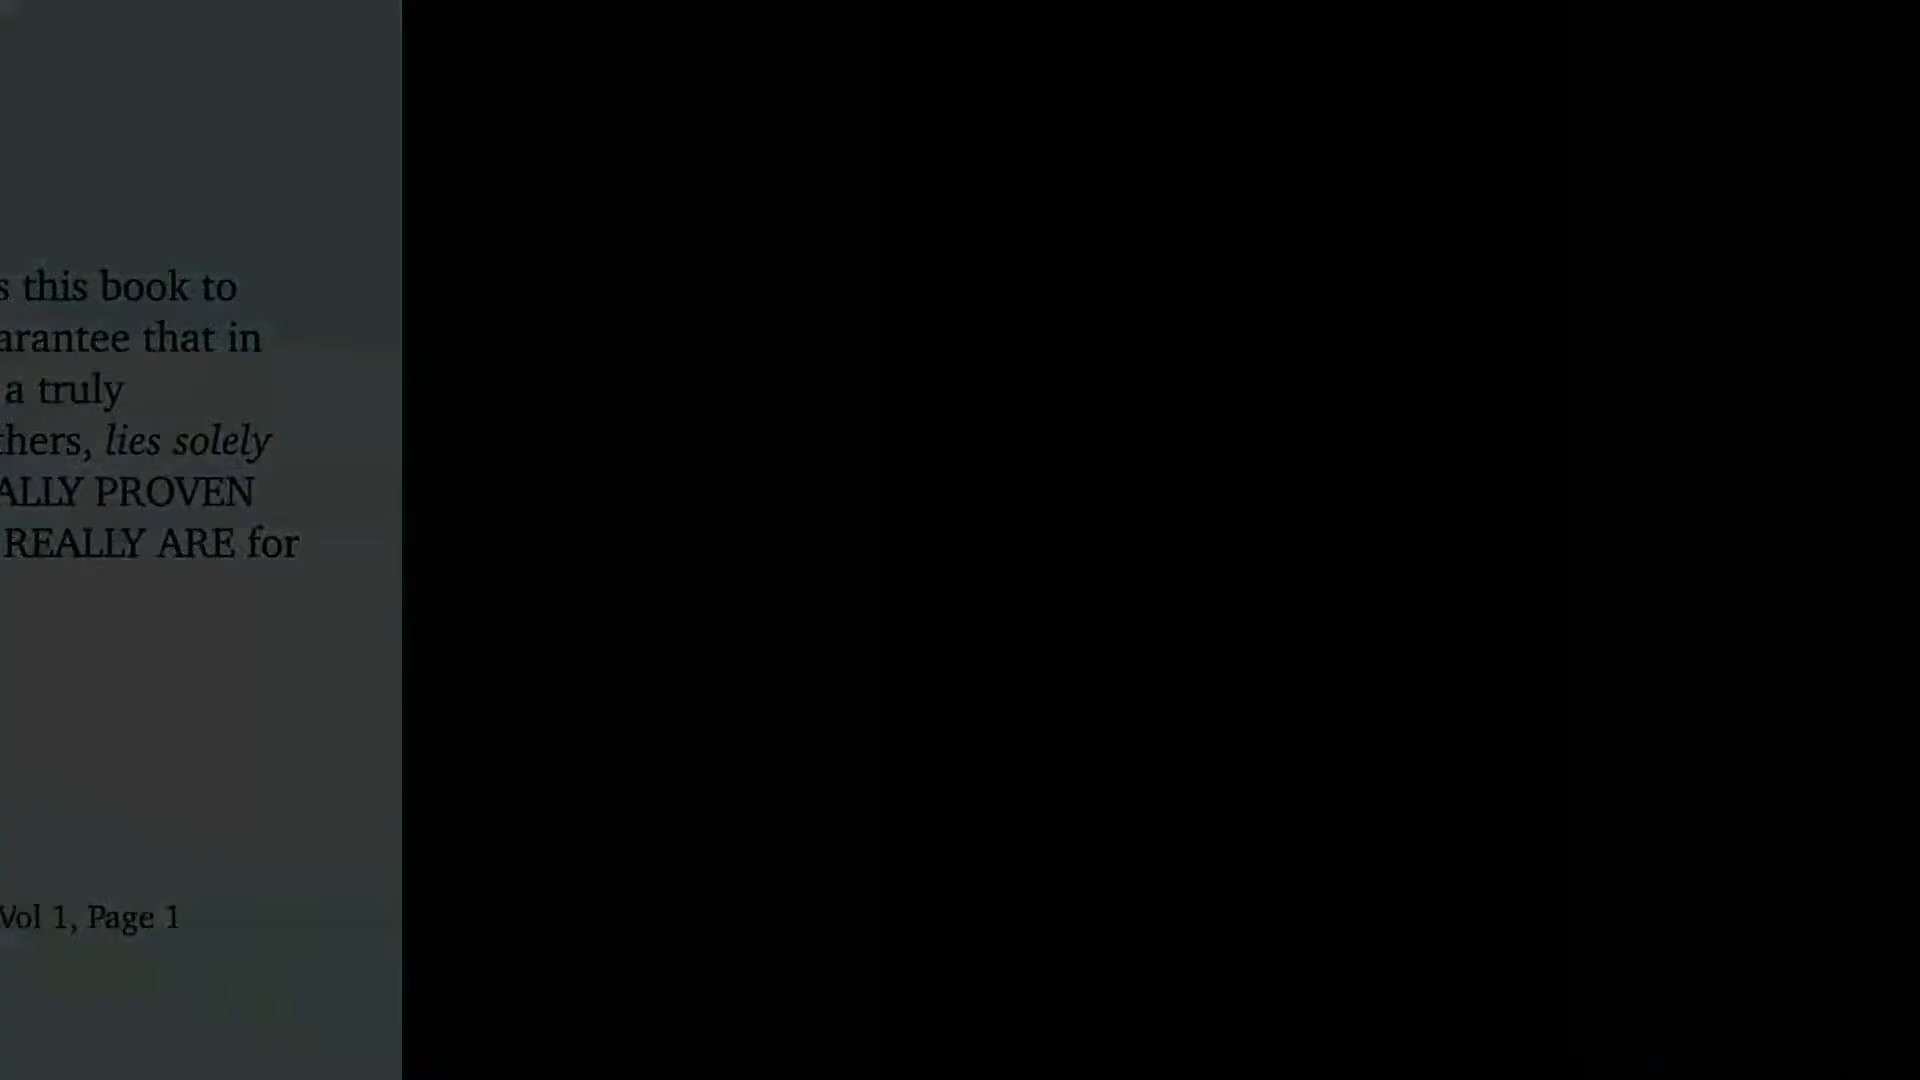 s this book to
arantee that in
a truly
thers, lies solely
ALLY PROVEN
REALLY ARE for
Vol 1, Page 1